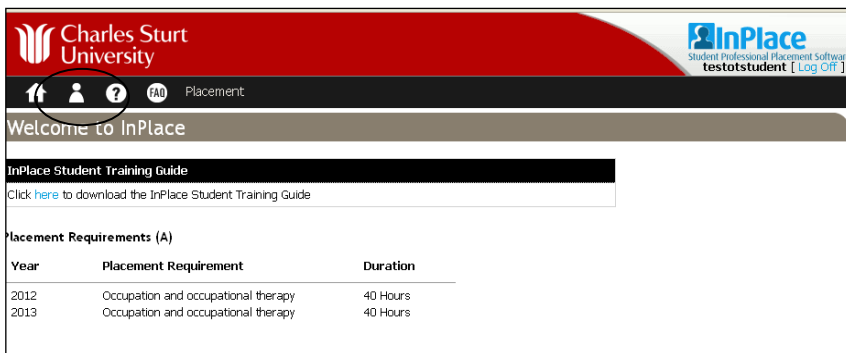 Charles Sturt
University
InPlace
Student Professional Placement Softwar
testotstudent [ Log Off ]
? FAQ Placement
Welcome to InPlace
InPlace Student Training Guide
Click here to download the InPlace Student Training Guide
Placement Requirements (A)
Year Placement Requirement Duration
2012 Occupation and occupational therapy 40 Hours
2013 Occupation and occupational therapy 40 Hours